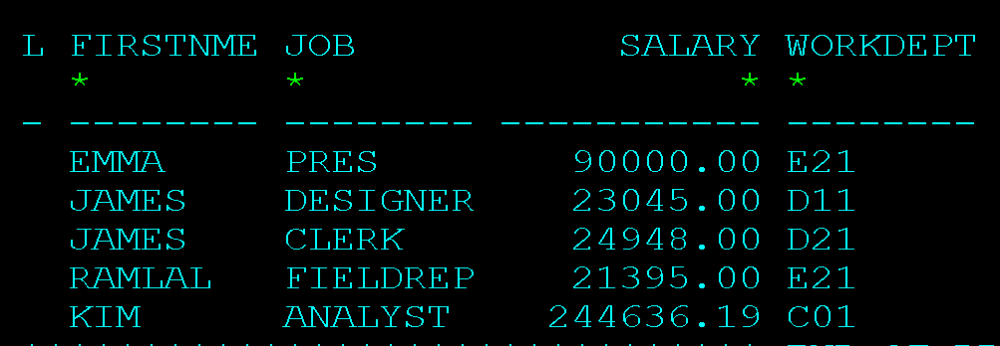 L FIRSTNME JOB SALARY WORKDEPT
* * * *
- -------- -------- ----------- --------
EMMA PRES 90000.00 E21
JAMES DESIGNER 23045.00 D11
JAMES CLERK 24948.00 D21
RAMLAL FIELDREP 21395.00 E21
KIM ANALYST 244636.19 C01